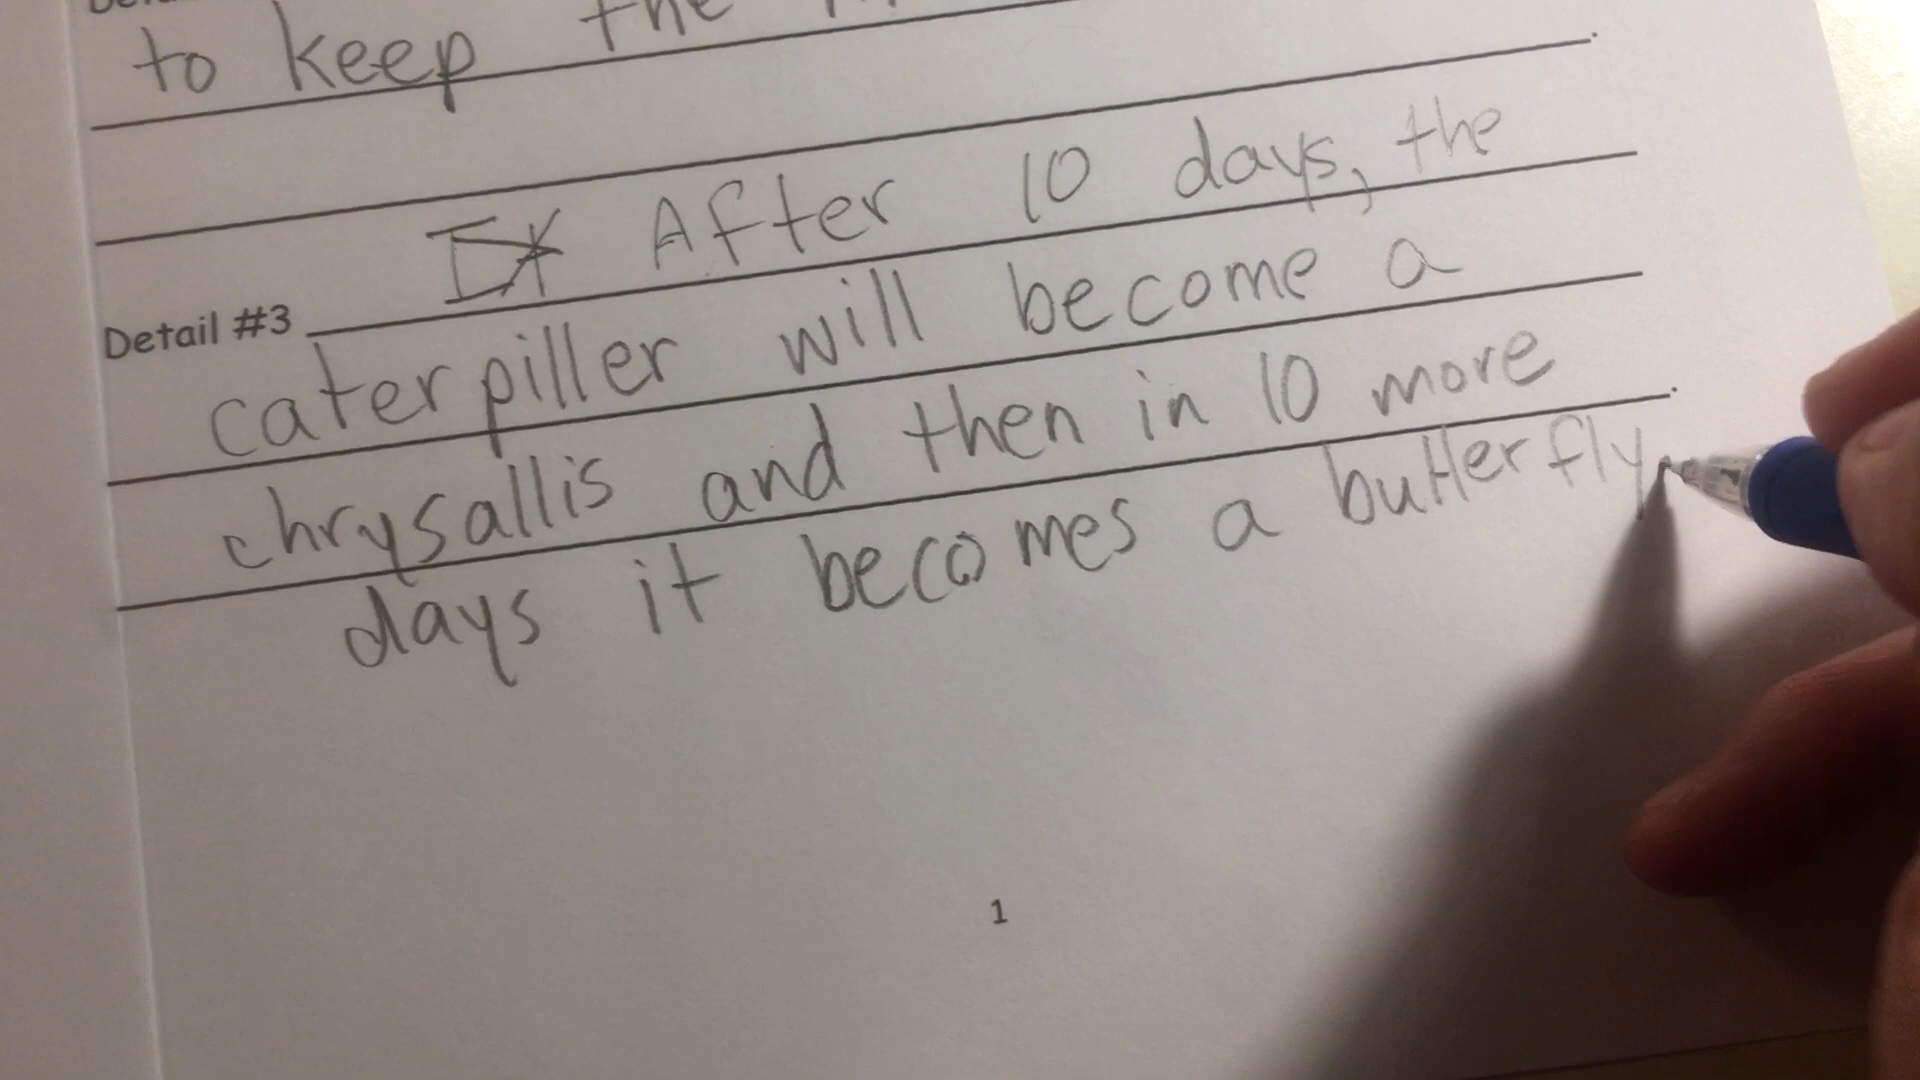 to keep the
After 10 days, the
Detail #3
caterpiller will become a
chrysallis and then in 10 more
days it becomes a butterfly.
1